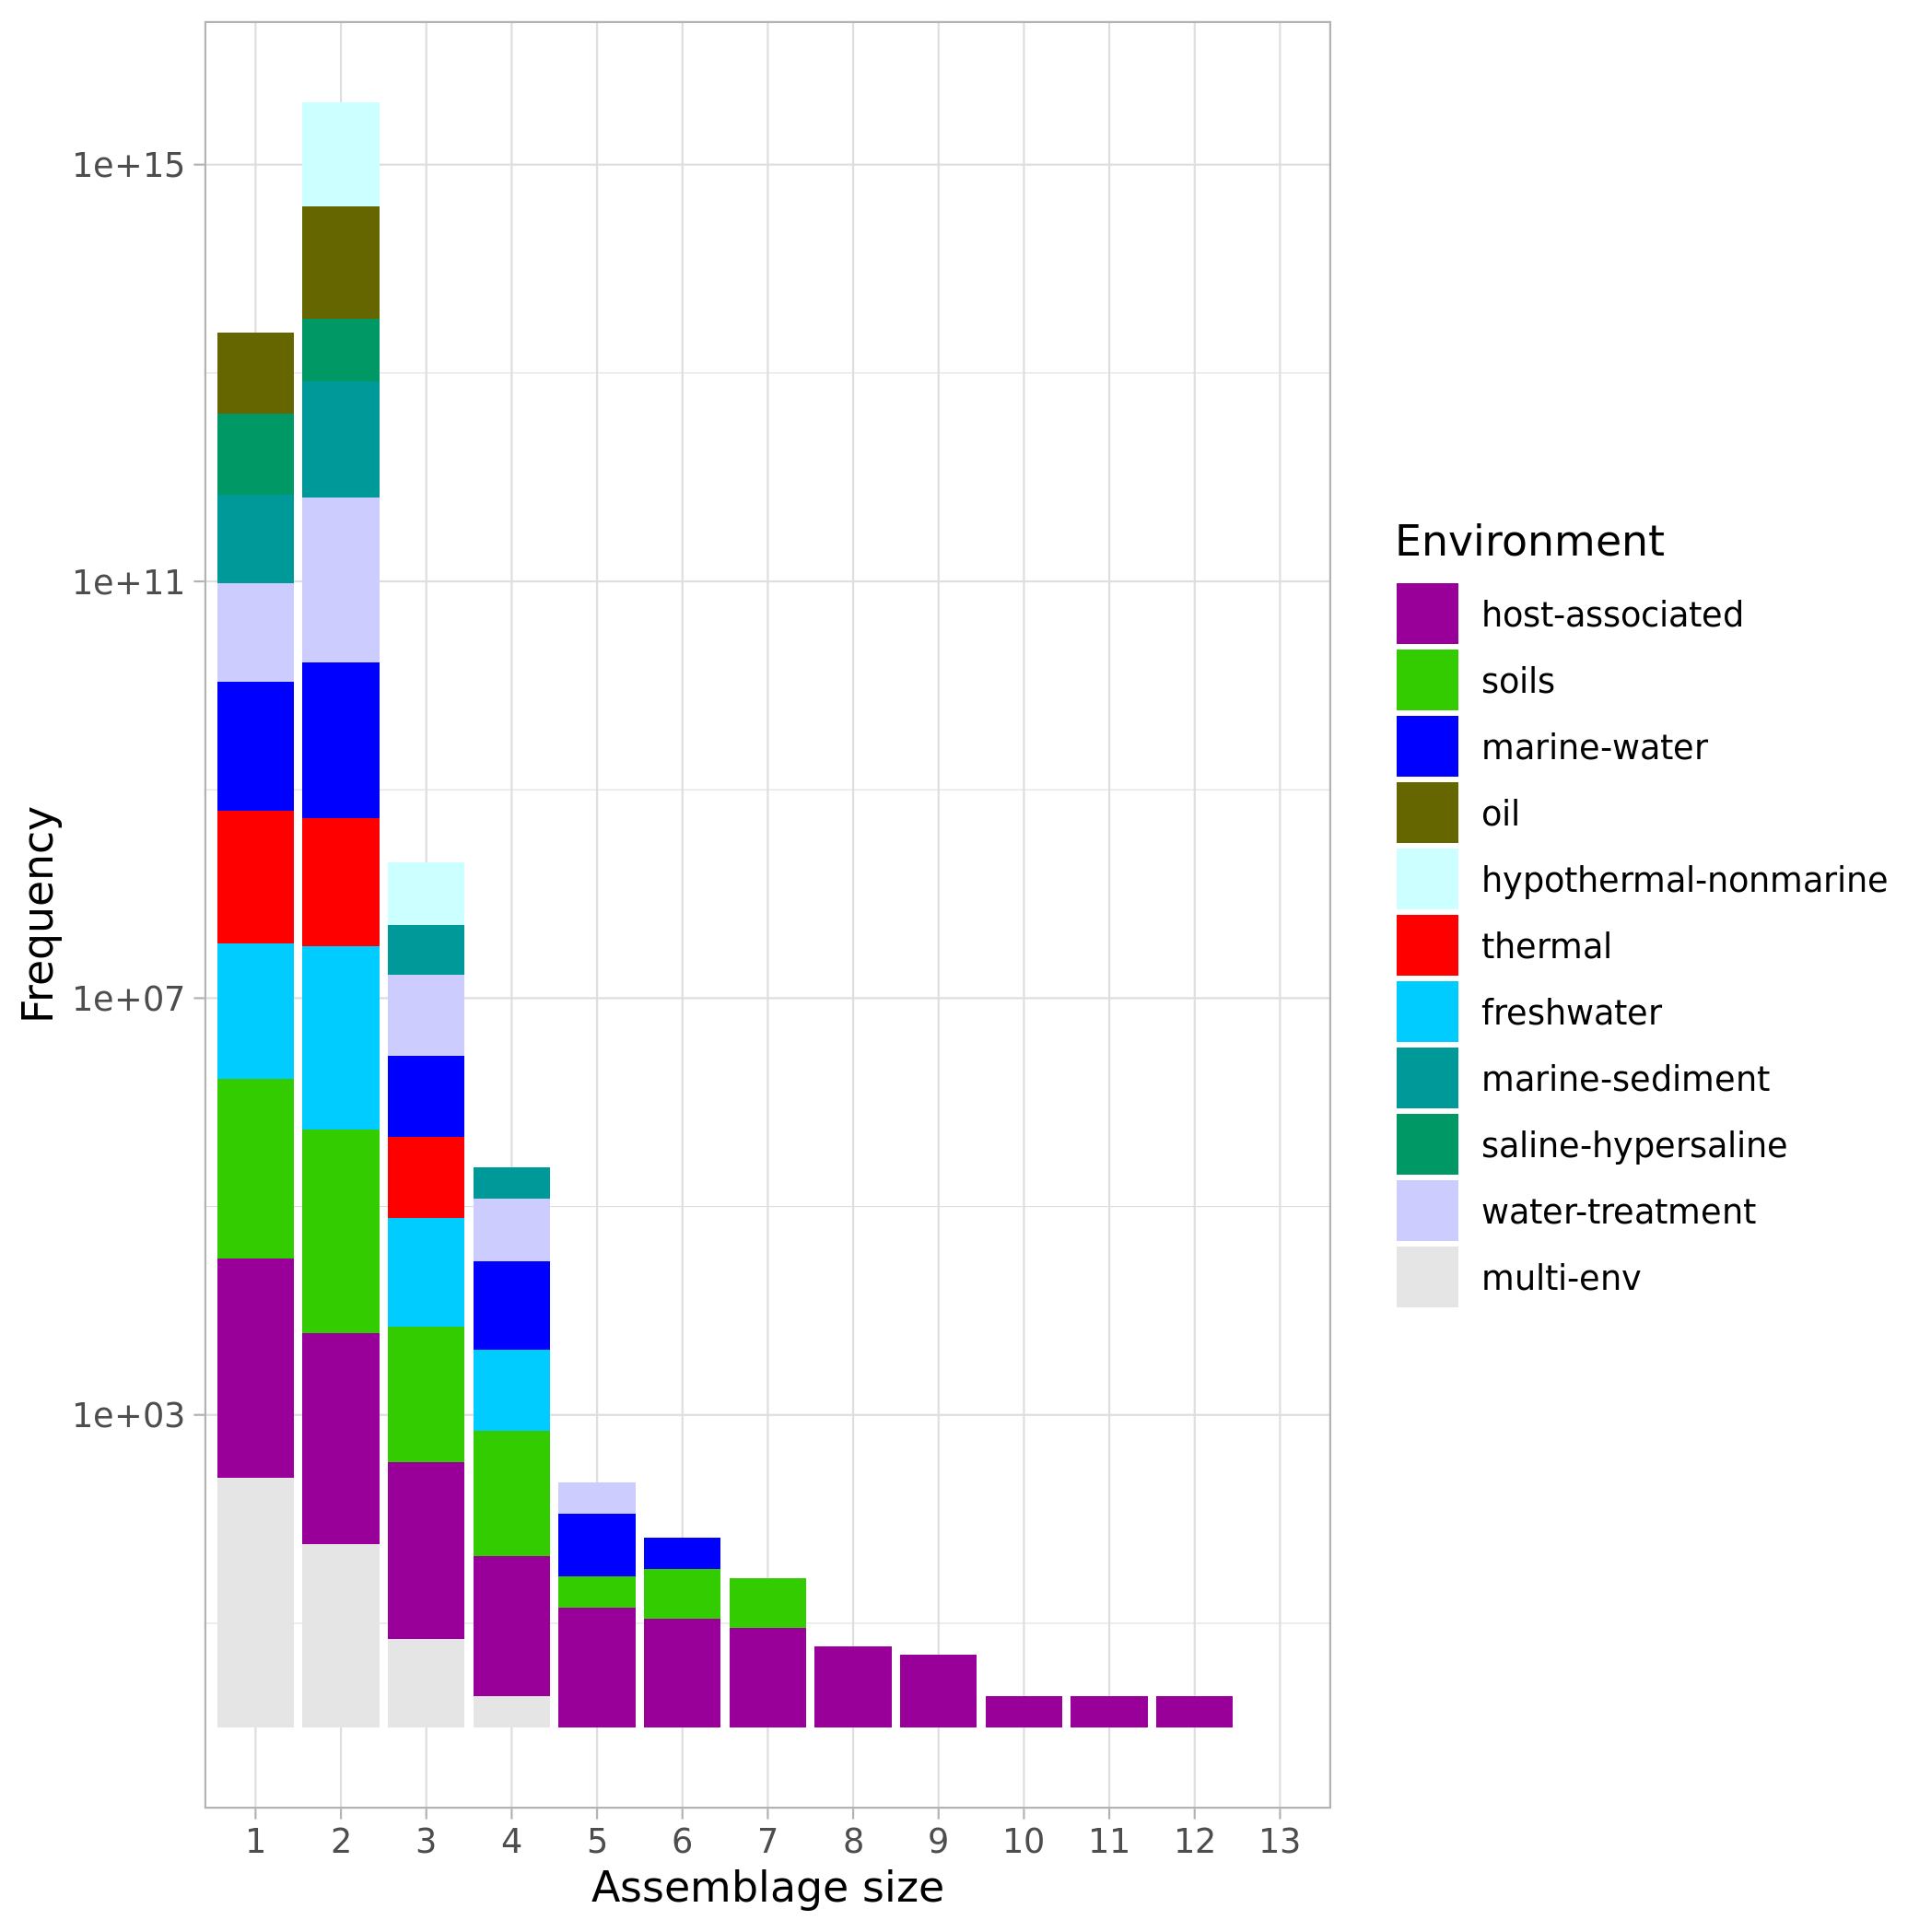 1e+15
1e+11
1e+07
1e+03
Frequency
1 2 3 4 5 6 7 8 9 10 11 12 13
Assemblage size
Environment
host-associated
soils
marine-water
oil
hypothermal-nonmarine
thermal
freshwater
marine-sediment
saline-hypersaline
water-treatment
multi-env